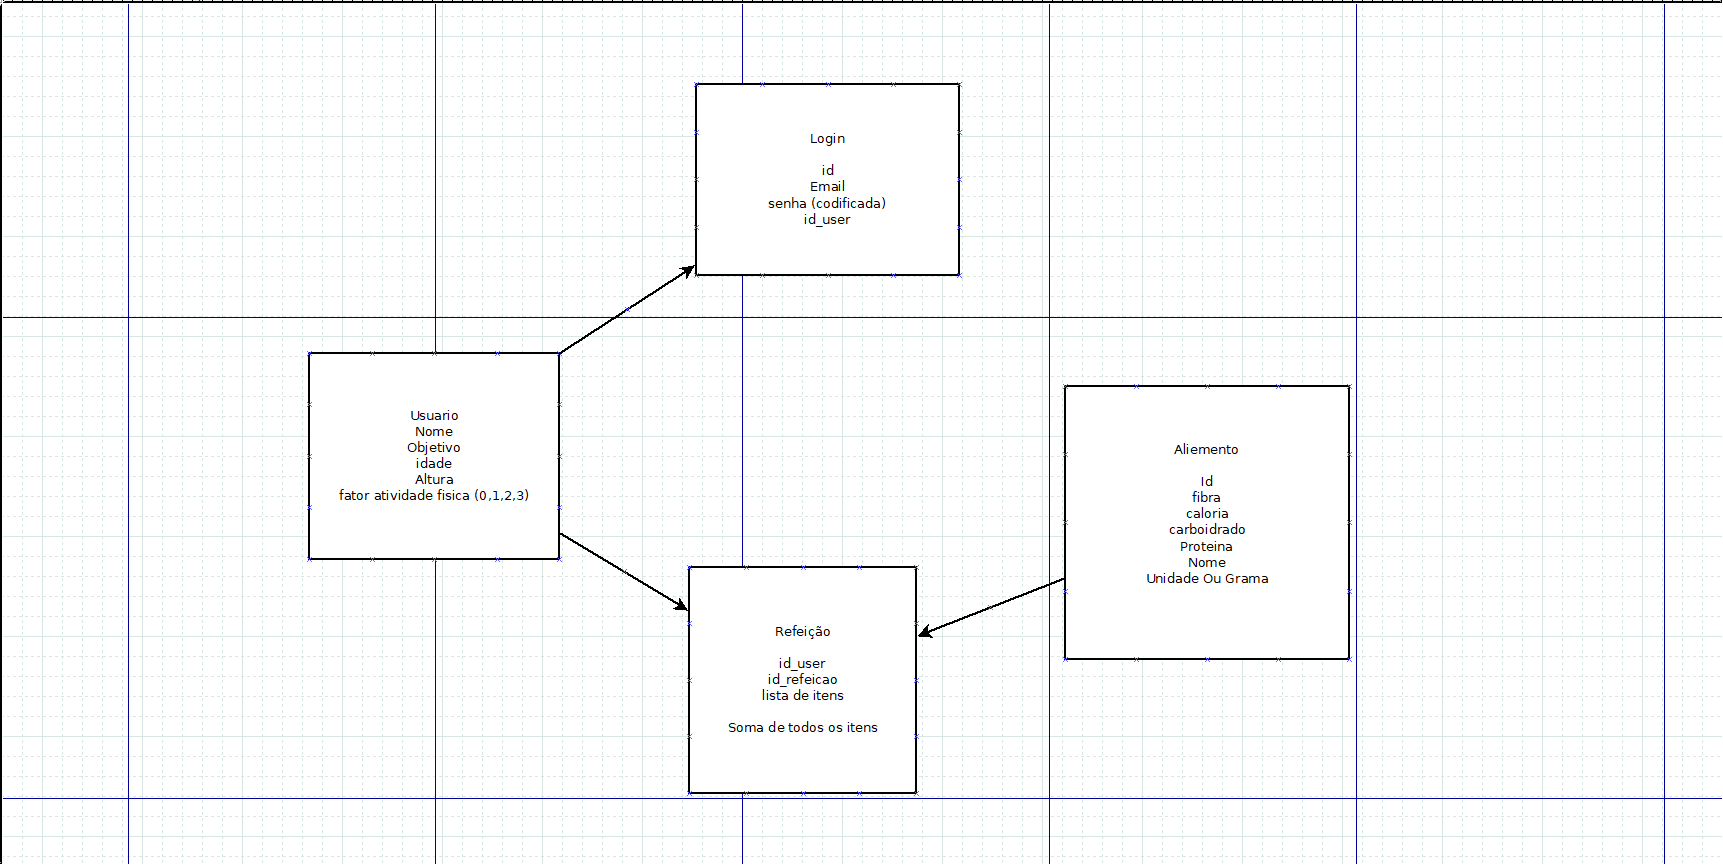 Login
id
Email
senha (codificada)
id_user
Usuario
Nome
Objetivo
idade
Altura
fator atividade fisica (0,1,2,3)
Aliemento
Id
fibra
caloria
carboidrado
Proteina
Nome
Unidade Ou Grama
Refeição
id_user
id_refeicao
lista de itens
Soma de todos os itens